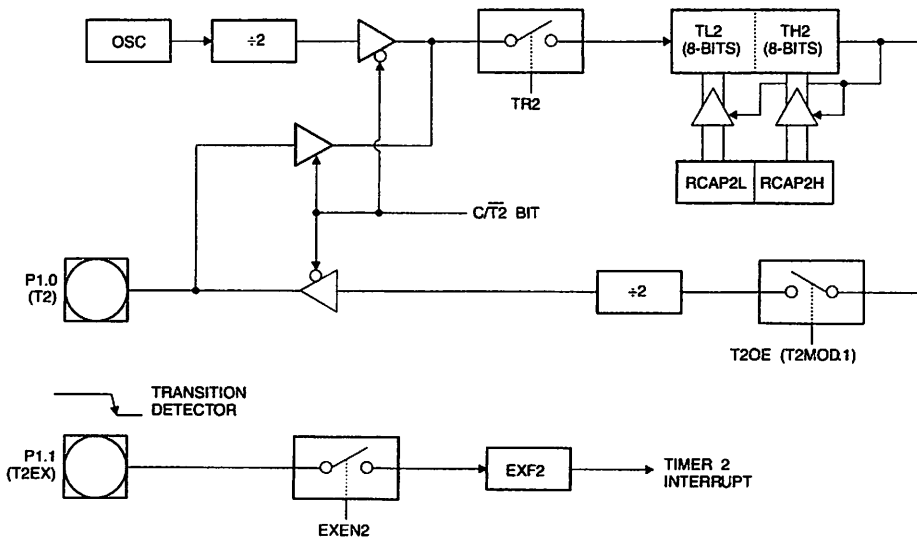 OSC
÷2
TR2
TL2
(8-BITS)
TH2
(8-BITS)
RCAP2L
RCAP2H
C/T2 BIT
P1.0
(T2)
÷2
T2OE (T2MOD.1)
TRANSITION
DETECTOR
P1.1
(T2EX)
EXEN2
EXF2
TIMER 2
INTERRUPT